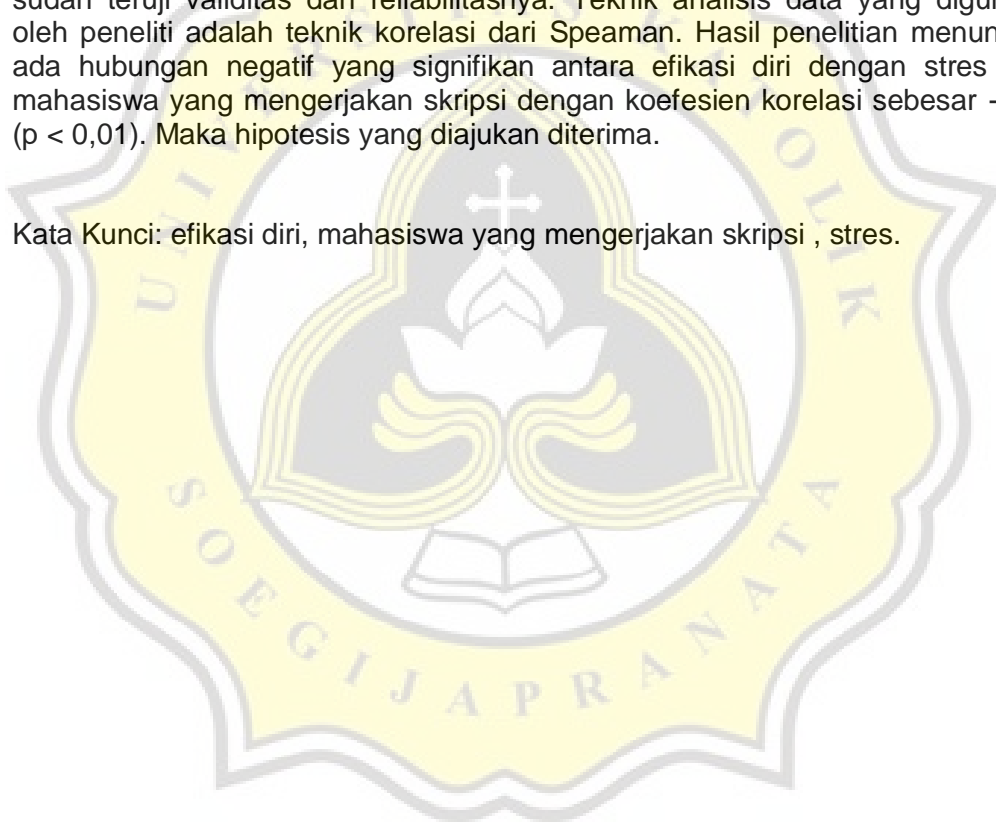 sudah teruji validitas dan reliabilitasnya. Teknik analisis data yang
oleh peneliti adalah teknik korelasi dari Speaman. Hasil penelitian
ada hubungan negatif yang signifikan antara efikasi diri dengan stres
mahasiswa yang mengerjakan skripsi dengan koefesien korelasi sebesar -
(p < 0,01). Maka hipotesis yang diajukan diterima.
Kata Kunci: efikasi diri, mahasiswa yang mengerjakan skripsi , stres.
UNIVERSITAS KATOLIK
SOEGIJAPRANATA